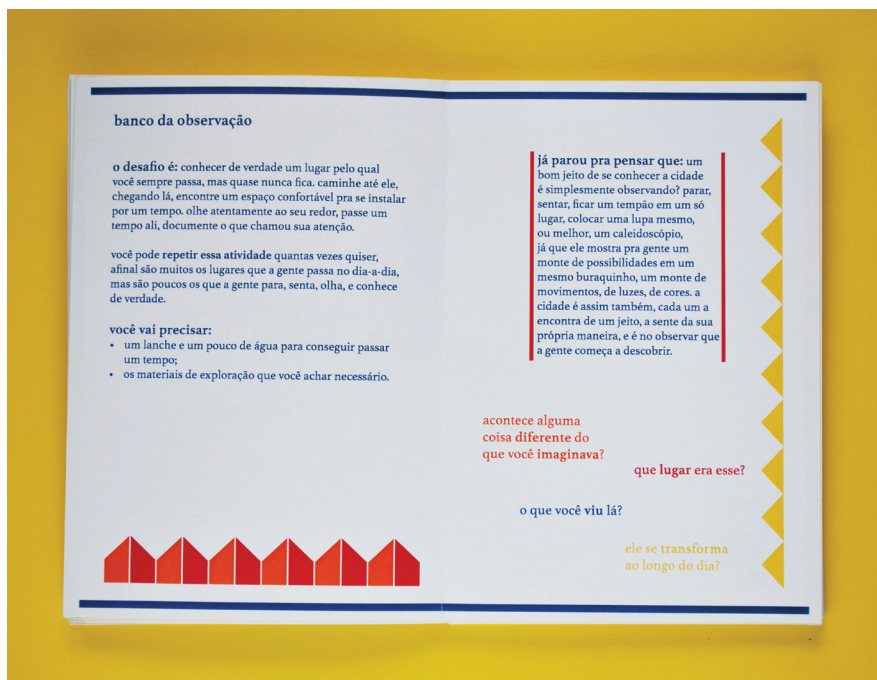 banco da observação
o desafio é: conhecer de verdade um lugar pelo qual
você sempre passa, mas quase nunca fica. caminhe até ele,
chegando lá, encontre um espaço confortável pra se instalar
por um tempo. olhe atentamente ao seu redor, passe um
tempo ali, documente o que chamou sua atenção.
você pode repetir essa atividade quantas vezes quiser,
afinal são muitos os lugares que a gente passa no dia-a-dia,
mas são poucos os que a gente para, senta, olha, e conhece
de verdade.
você vai precisar:
• um lanche e um pouco de água para conseguir passar
um tempo;
• os materiais de exploração que você achar necessário.
já parou pra pensar que: um
bom jeito de se conhecer a cidade
é simplesmente observando? parar,
sentar, ficar um tempão em um só
lugar, colocar uma lupa mesmo,
ou melhor, um caleidoscópio,
já que ele mostra pra gente um
monte de possibilidades em um
mesmo buraquinho, um monte de
movimentos, de luzes, de cores. a
cidade é assim também, cada um a
encontra de um jeito, a sente da sua
própria maneira, e é no observar que
a gente começa a descobrir.
acontece alguma
coisa diferente do
que você imaginava?
que lugar era esse?
o que você viu lá?
ele se transforma
ao longo do dia?